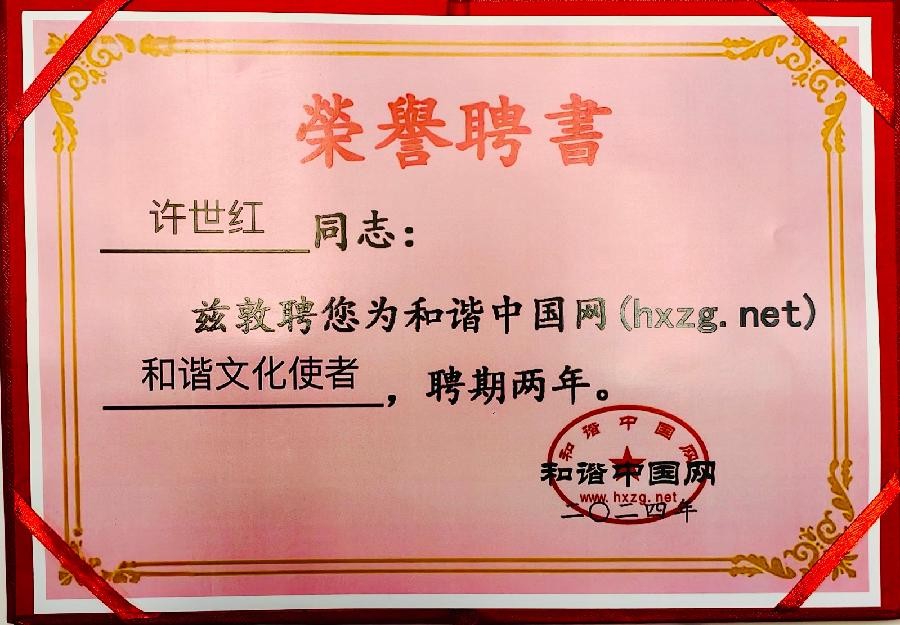 榮譽聘書
许世红同志：
兹敦聘您为和谐中国网(hxzg.net)
和谐文化使者，聘期两年。
和谐中国网
和谐中国网
www.hxzg.net
二〇二四年